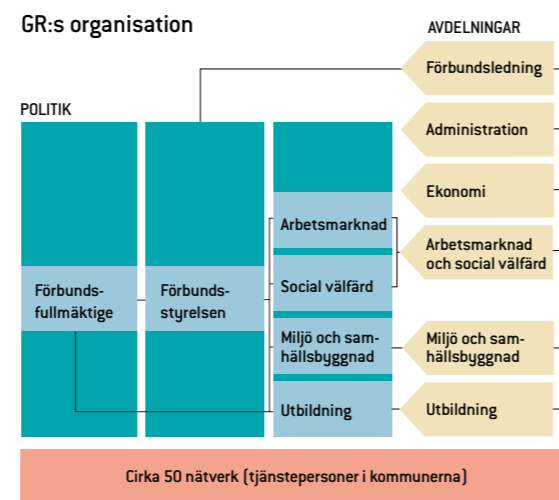 GR:s organisation
AVDELNINGAR
Förbundsledning
POLITIK
Administration
Ekonomi
Arbetsmarknad
Arbetsmarknad
och social välfärd
Förbunds-
fullmäktige
Förbunds-
styrelsen
Social välfärd
Miljö och sam-
hällsbyggnad
Miljö och sam-
hällsbyggnad
Utbildning
Utbildning
Cirka 50 nätverk (tjänstepersoner i kommunerna)